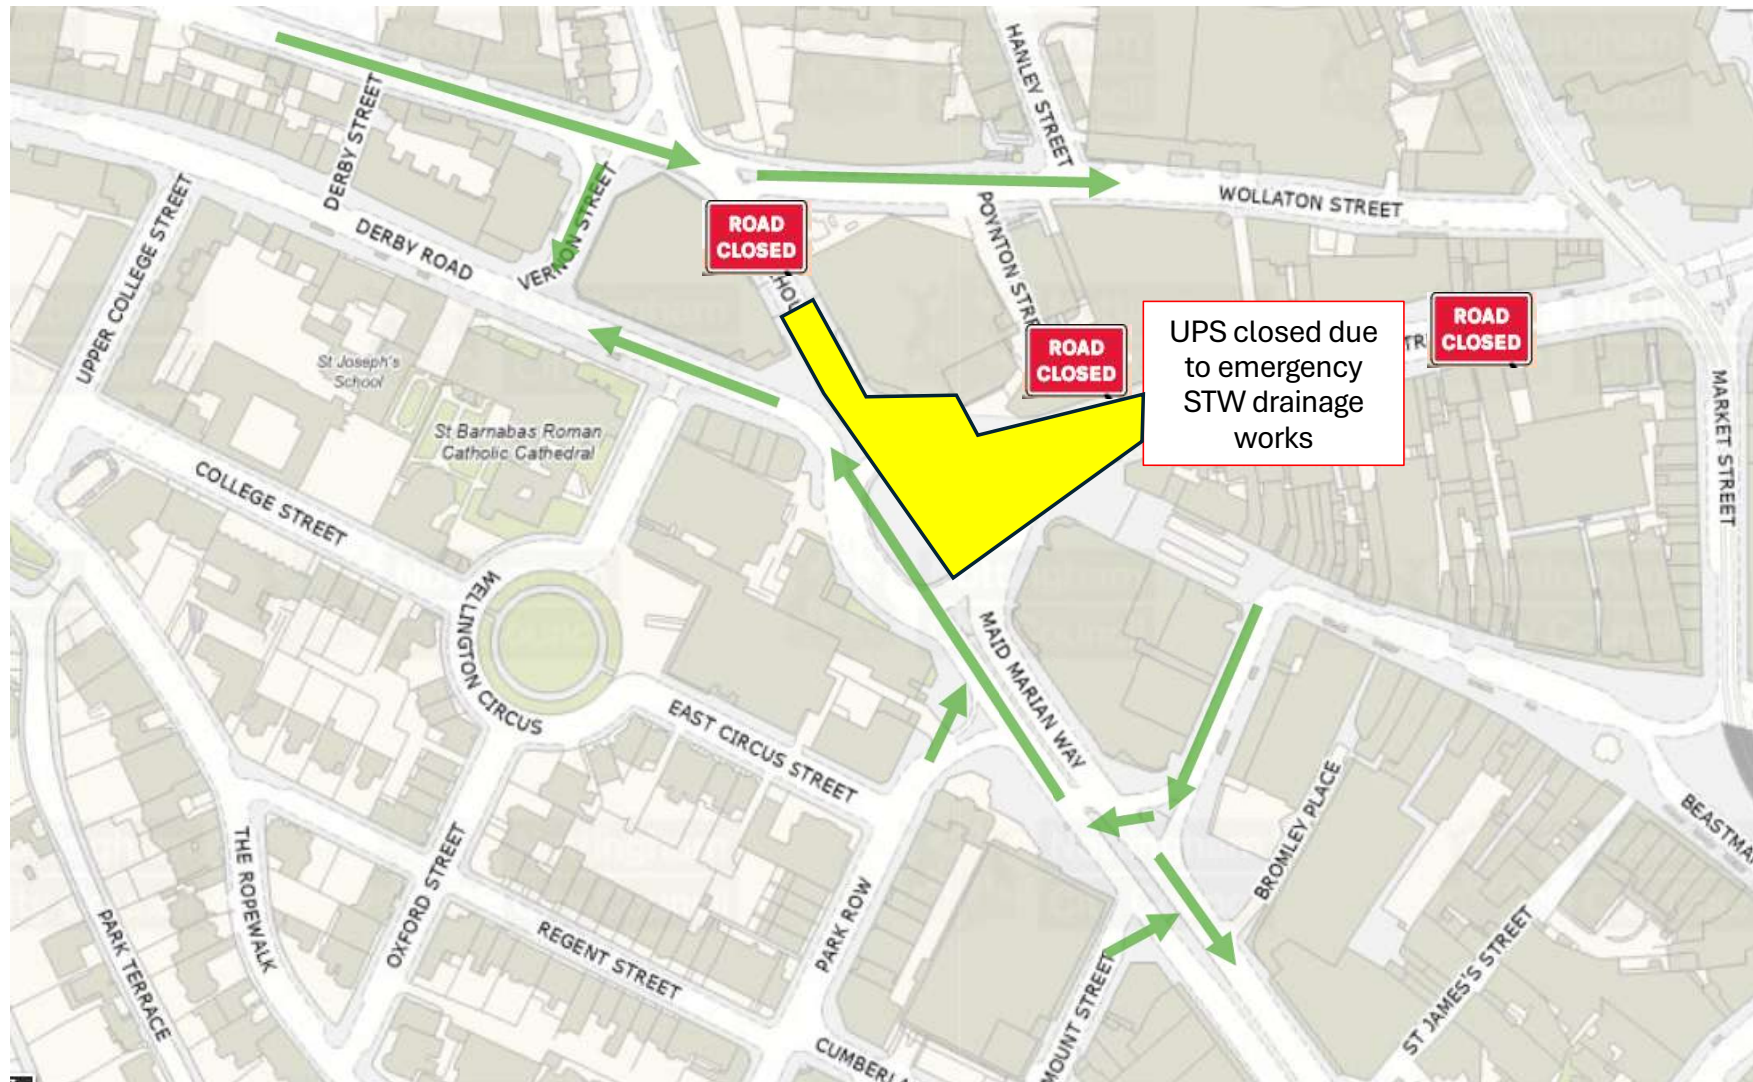 HANLEY STREET
DERBY STREET
WOLLATON STREET
ROAD
CLOSED
VERNON STREET
UPPER COLLEGE STREET
DERBY ROAD
POYNTON STRE
ROAD
CLOSED
UPS closed due
to emergency
STW drainage
works
ROAD
CLOSED
St Joseph's
School
MARKET STREET
St Barnabas Roman
Catholic Cathedral
COLLEGE STREET
WELLINGTON CIRCUS
MAID MARIAN WAY
EAST CIRCUS STREET
BROMLEY PLACE
BEASTMA
THE ROPEWALK
OXFORD STREET
PARK ROW
PARK TERRACE
REGENT STREET
ST JAMES'S STREET
MOUNT STREET
CUMBERLA